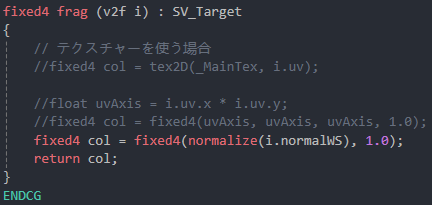 fixed4 frag (v2f i) : SV_Target
{
// テクスチャーを使う場合
//fixed4 col = tex2D(_MainTex, i.uv);
//float uvAxis = i.uv.x * i.uv.y;
//fixed4 col = fixed4(uvAxis, uvAxis, uvAxis, 1.0);
fixed4 col = fixed4(normalize(i.normalWS), 1.0);
return col;
}
ENDCG